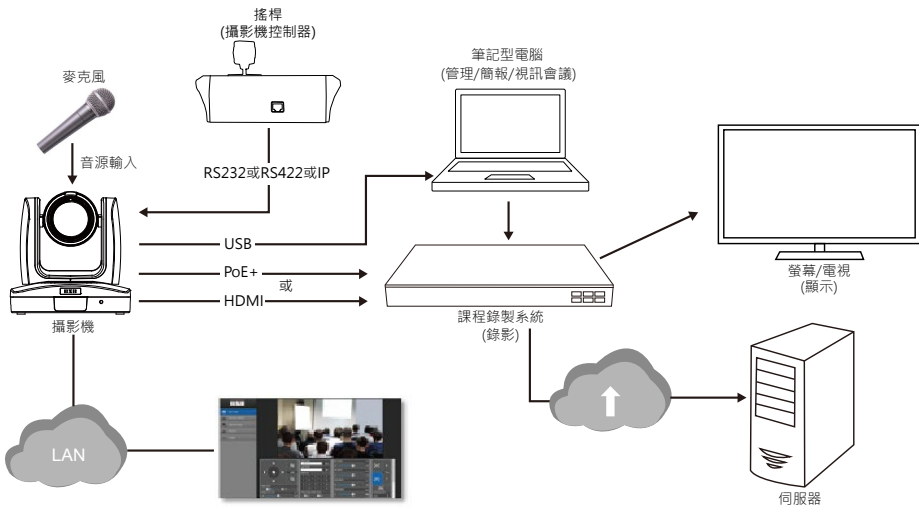 搖桿
(攝影機控制器)
麥克風
筆記型電腦
(管理/簡報/視訊會議)
音源輸入
RS232或RS422或IP
USB
PoE+
或
HDMI
攝影機
課程錄製系統
(錄影)
螢幕/電視
(顯示)
LAN
伺服器